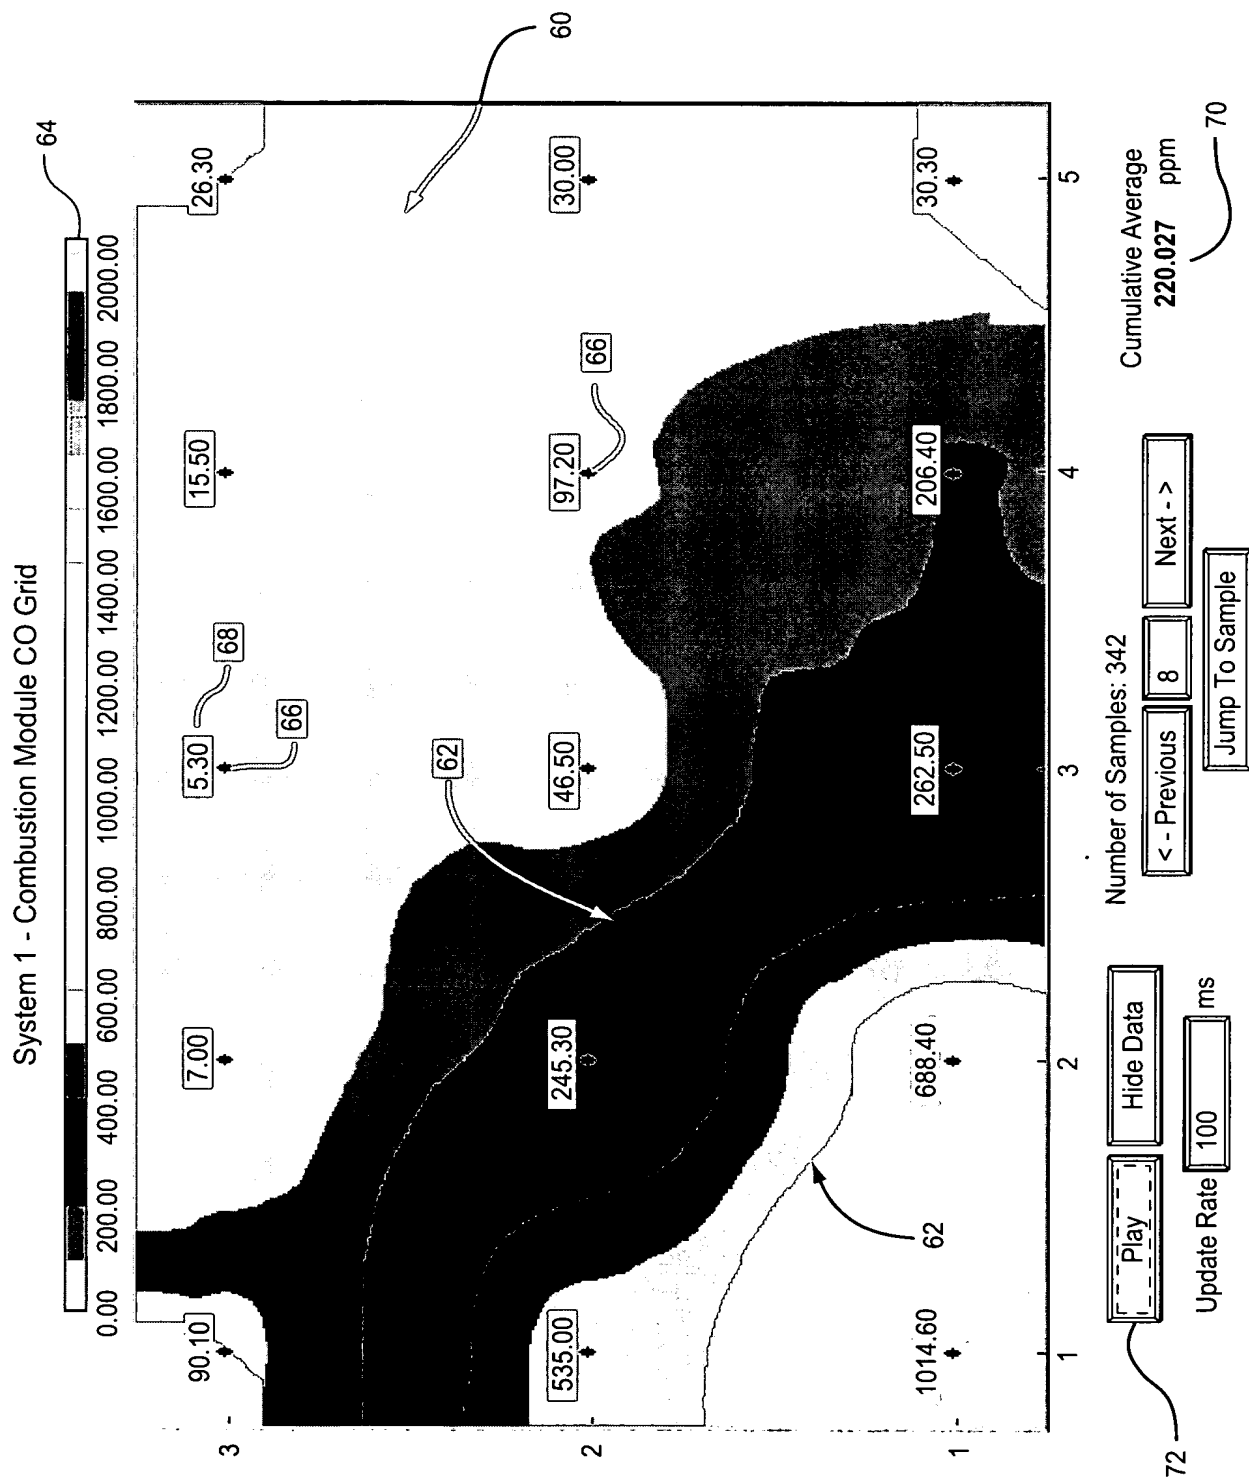 System 1 - Combustion Module CO Grid
64
0.00 200.00 400.00 600.00 800.00 1000.00 1200.00 1400.00 1600.00 1800.00 2000.00
68
3 90.10 7.00 5.30 15.50 26.30
66
60
62
66
2 535.00 245.30 46.50 97.20 30.00
62
1 1014.60 688.40 262.50 206.40 30.30
1 2 3 4 5
Number of Samples: 342
Cumulative Average
220.027 ppm
72
Play
Hide Data
< - Previous
8
Next - >
Update Rate 100 ms
Jump To Sample
70